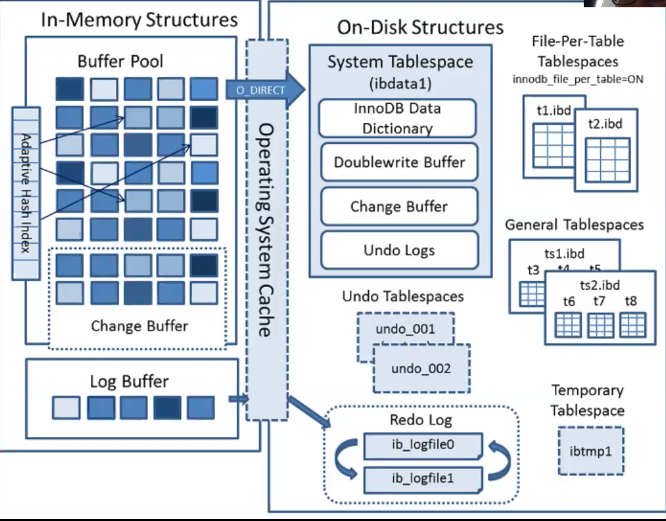 In-Memory Structures
Buffer Pool
Adaptive Hash Index
Change Buffer
Log Buffer
O_DIRECT
Operating System Cache
On-Disk Structures
System Tablespace
(ibdata1)
InnoDB Data
Dictionary
Doublewrite Buffer
Change Buffer
Undo Logs
Undo Tablespaces
undo_001
undo_002
Redo Log
ib_logfile0
ib_logfile1
File-Per-Table
Tablespaces
innodb_file_per_table=ON
t1.ibd
t2.ibd
General Tablespaces
ts1.ibd
t3 t4 t5
ts2.ibd
t6 t7 t8
Temporary
Tablespace
ibtmp1